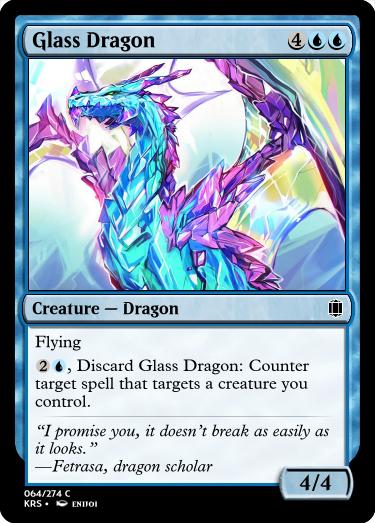 Glass Dragon 4
Creature — Dragon
Flying
2, Discard Glass Dragon: Counter
target spell that targets a creature you
control.
“I promise you, it doesn’t break as easily as
it looks.”
—Fetrasa, dragon scholar
4/4
064/274 C
KRS • ENIJOI